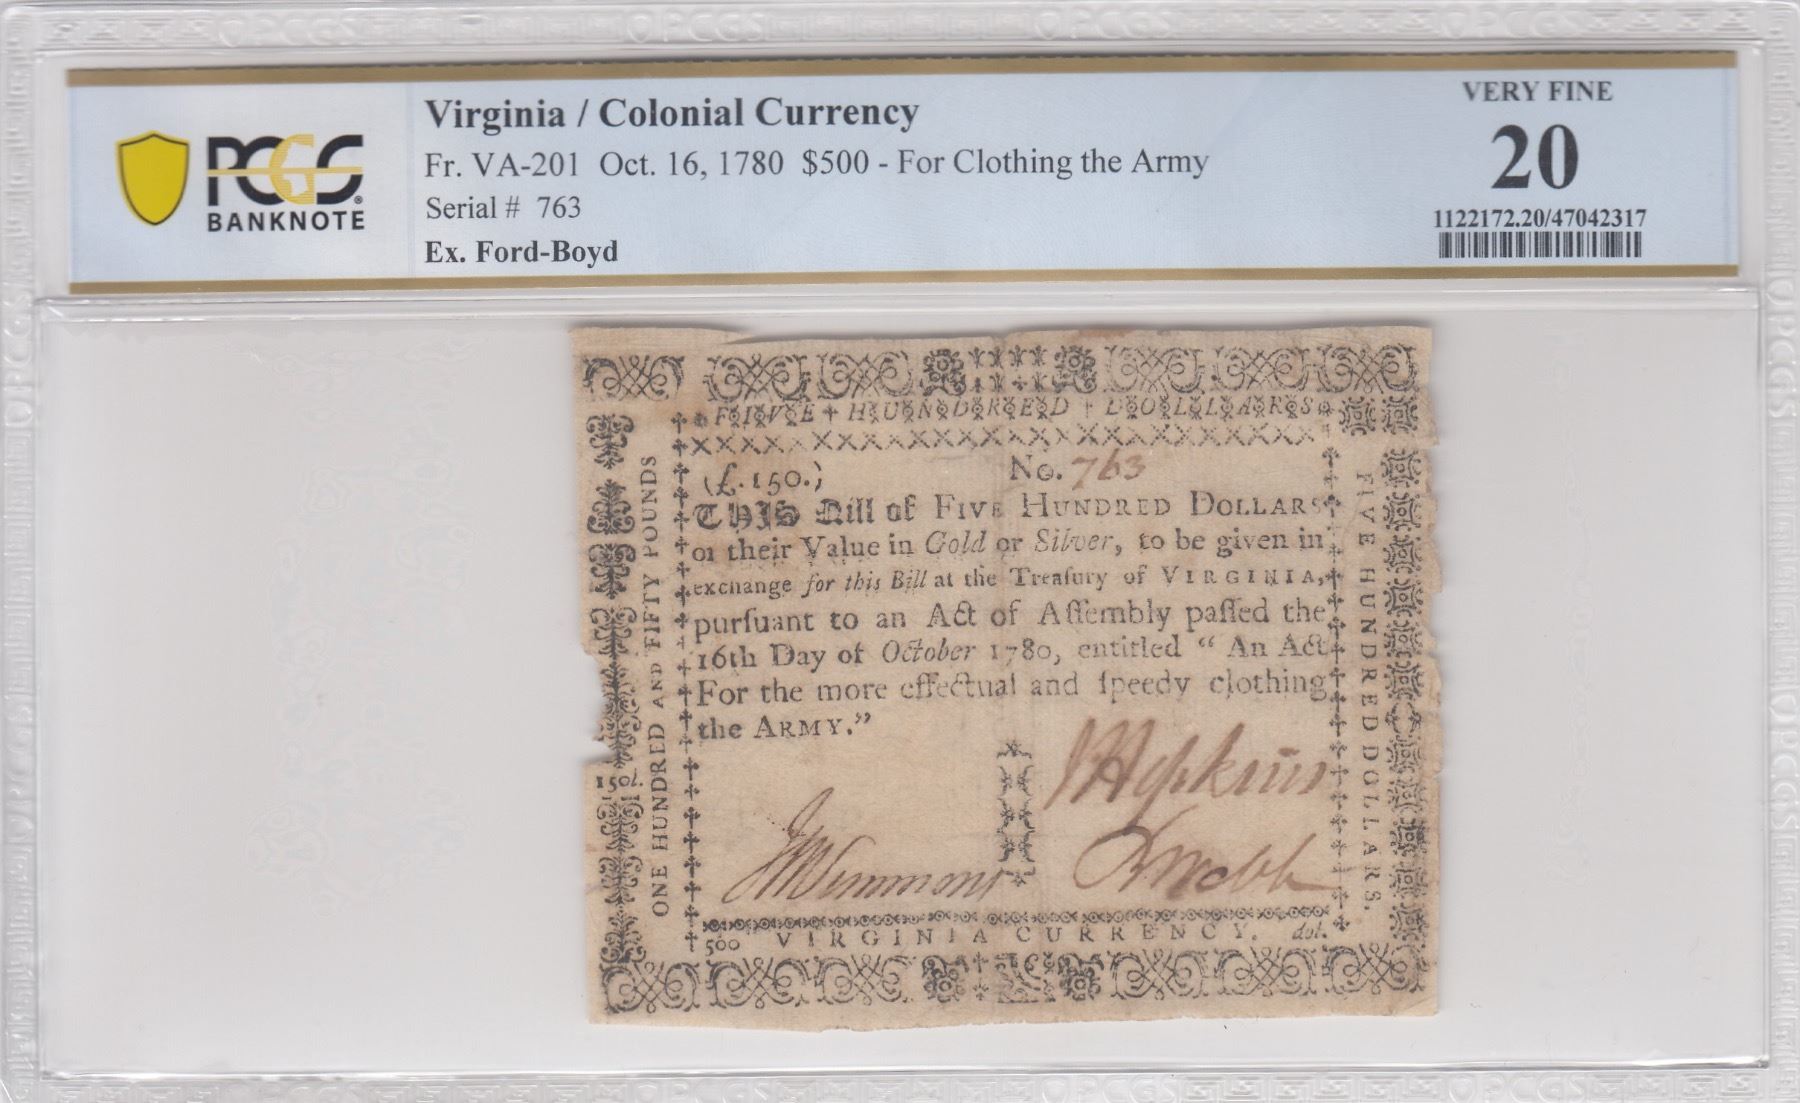 PCGS
BANKNOTE
Virginia / Colonial Currency
Fr. VA-201 Oct. 16, 1780 $500 - For Clothing the Army
Serial # 763
Ex. Ford-Boyd
VERY FINE
20
1122172.20/47042317
FIVE HUNDRED DOLLARS
(£.150.)
No. 763
THIS Bill of FIVE HUNDRED DOLLARS
or their Value in Gold or Silver, to be given in
exchange for this Bill at the Treaſury of VIRGINIA,
purſuant to an Act of Aſſembly paſſed the
16th Day of October 1780, entitled “ An Act
For the more effectual and ſpeedy clothing
the ARMY.”
J Hopkins
JM Simmons
F Webb
500 VIRGINIA CURRENCY. dol.
150l.
ONE HUNDRED AND FIFTY POUNDS
FIVE HUNDRED DOLLARS.